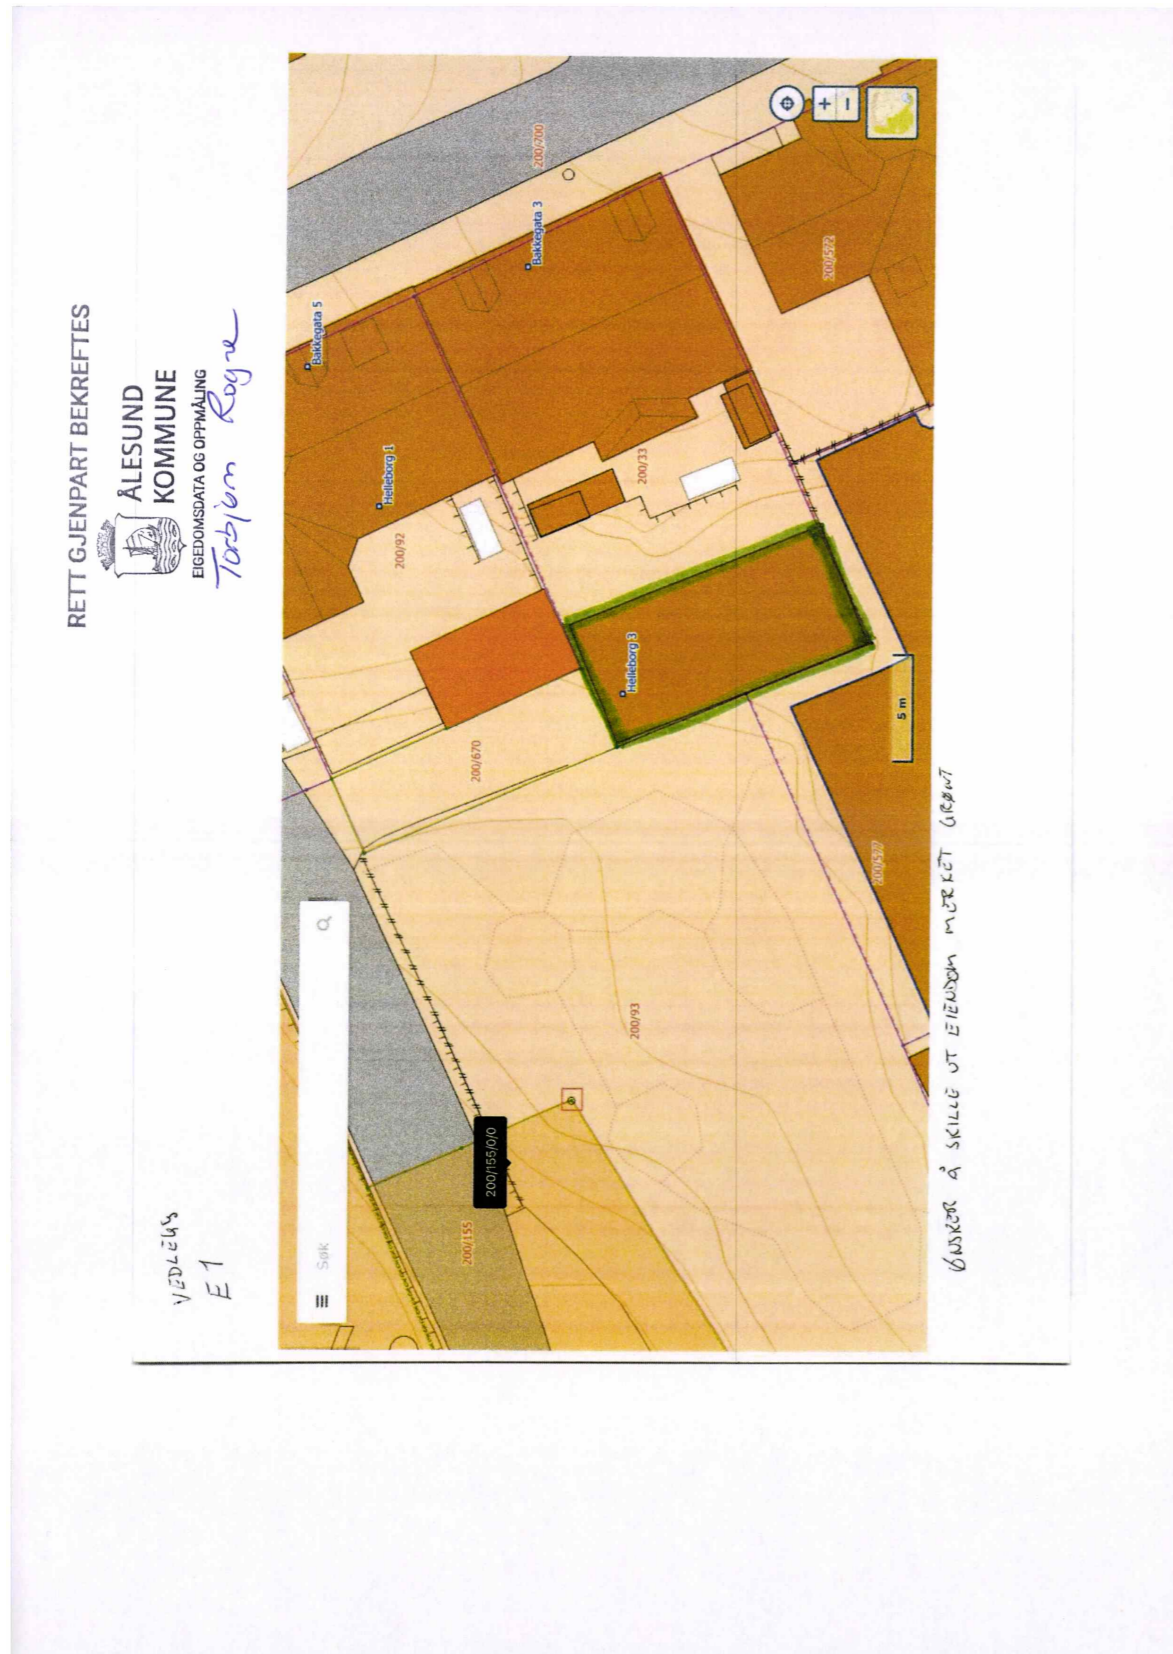 RETT GJENPART BEKREFTES
ÅLESUND
KOMMUNE
EIGEDOMSDATA OG OPPMÅLING
Torbjørn Rogne
VEDLEGG
E1
Søk
200/155
200/155/0/0
200/93
200/670
200/92
Helleborg 1
Bakkegata 5
Bakkegata 3
200/700
200/33
Helleborg 3
200/572
200/577
5 m
+
-
ØNSKER Å SKILLE UT EIENDOM MERKET GRØNT